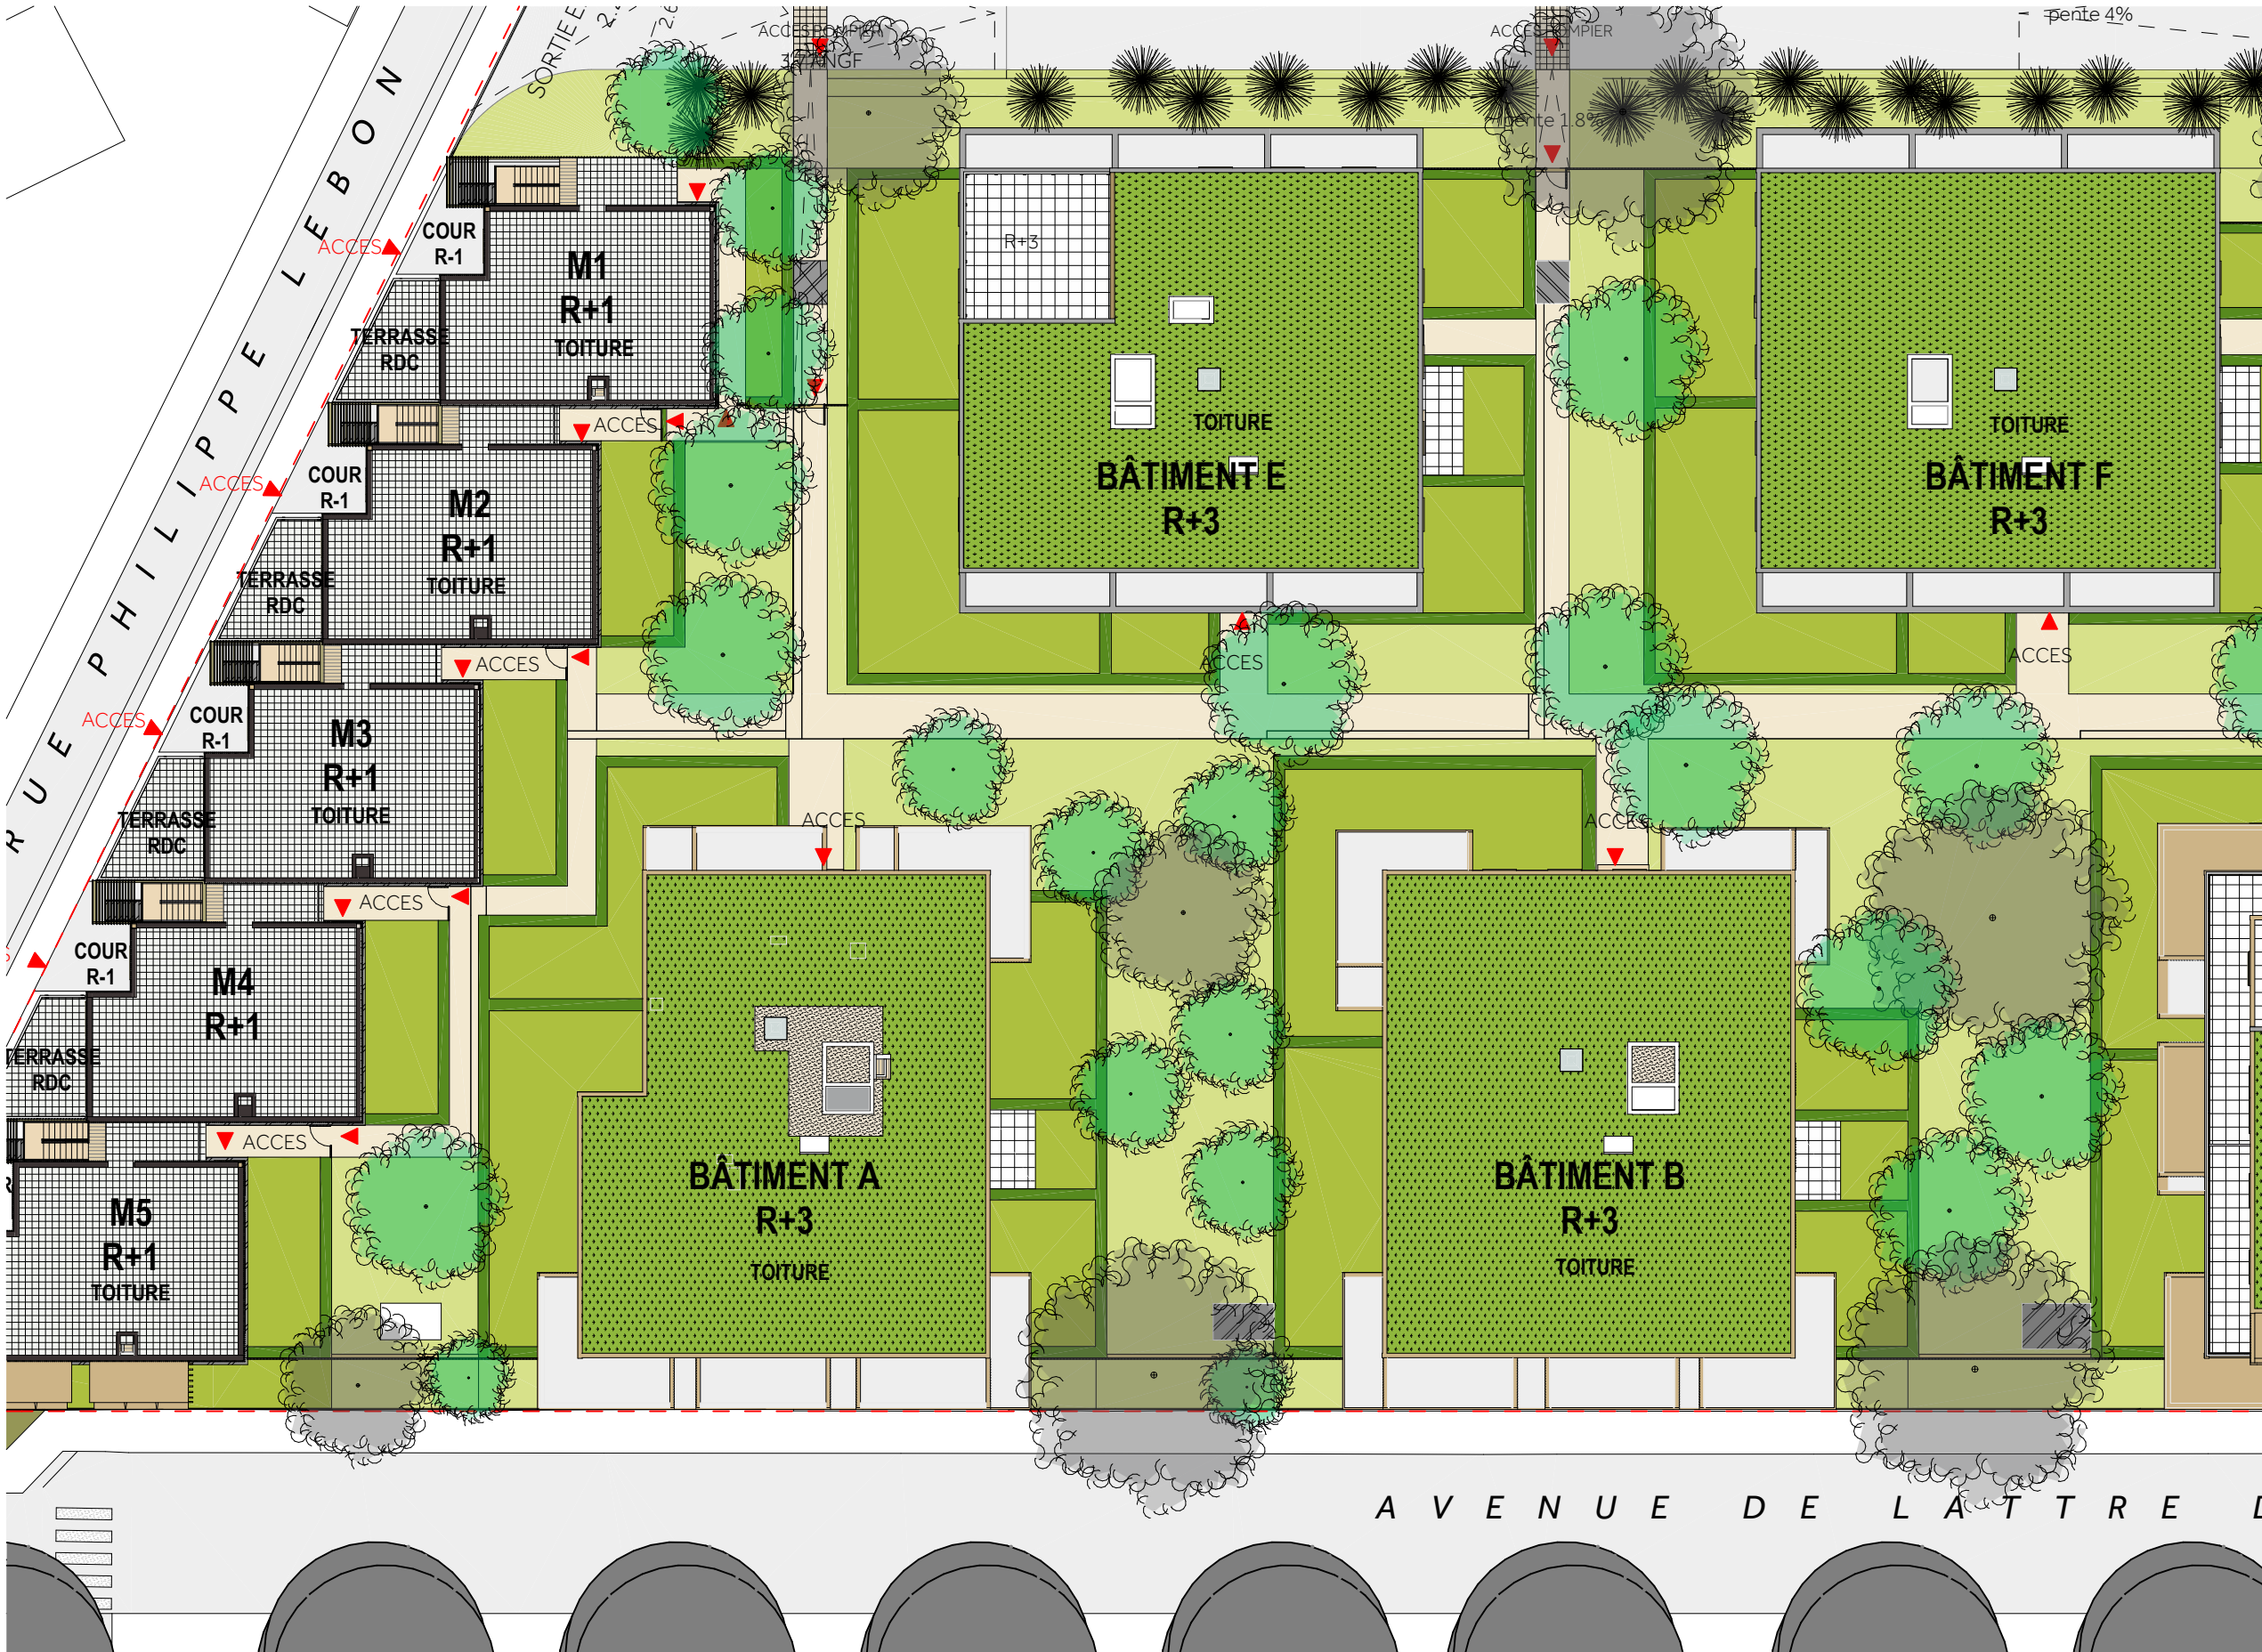 SORTIE E
2.6
ACCES POMPIER
ACCES POMPIER
pente 4%
pente 1.8%
RUE PHILIPPE LEBON
ACCES
COUR
R-1
M1
R+1
TOITURE
TERRASSE
RDC
ACCES
R+3
TOITURE
BÂTIMENT E
R+3
ACCES
TOITURE
BÂTIMENT F
R+3
ACCES
ACCES
COUR
R-1
M2
R+1
TOITURE
TERRASSE
RDC
ACCES
ACCES
COUR
R-1
M3
R+1
TOITURE
TERRASSE
RDC
ACCES
COUR
R-1
M4
R+1
TERRASSE
RDC
ACCES
M5
R+1
TOITURE
ACCES
BÂTIMENT A
R+3
TOITURE
ACCES
BÂTIMENT B
R+3
TOITURE
AVENUE DE LATTRE D